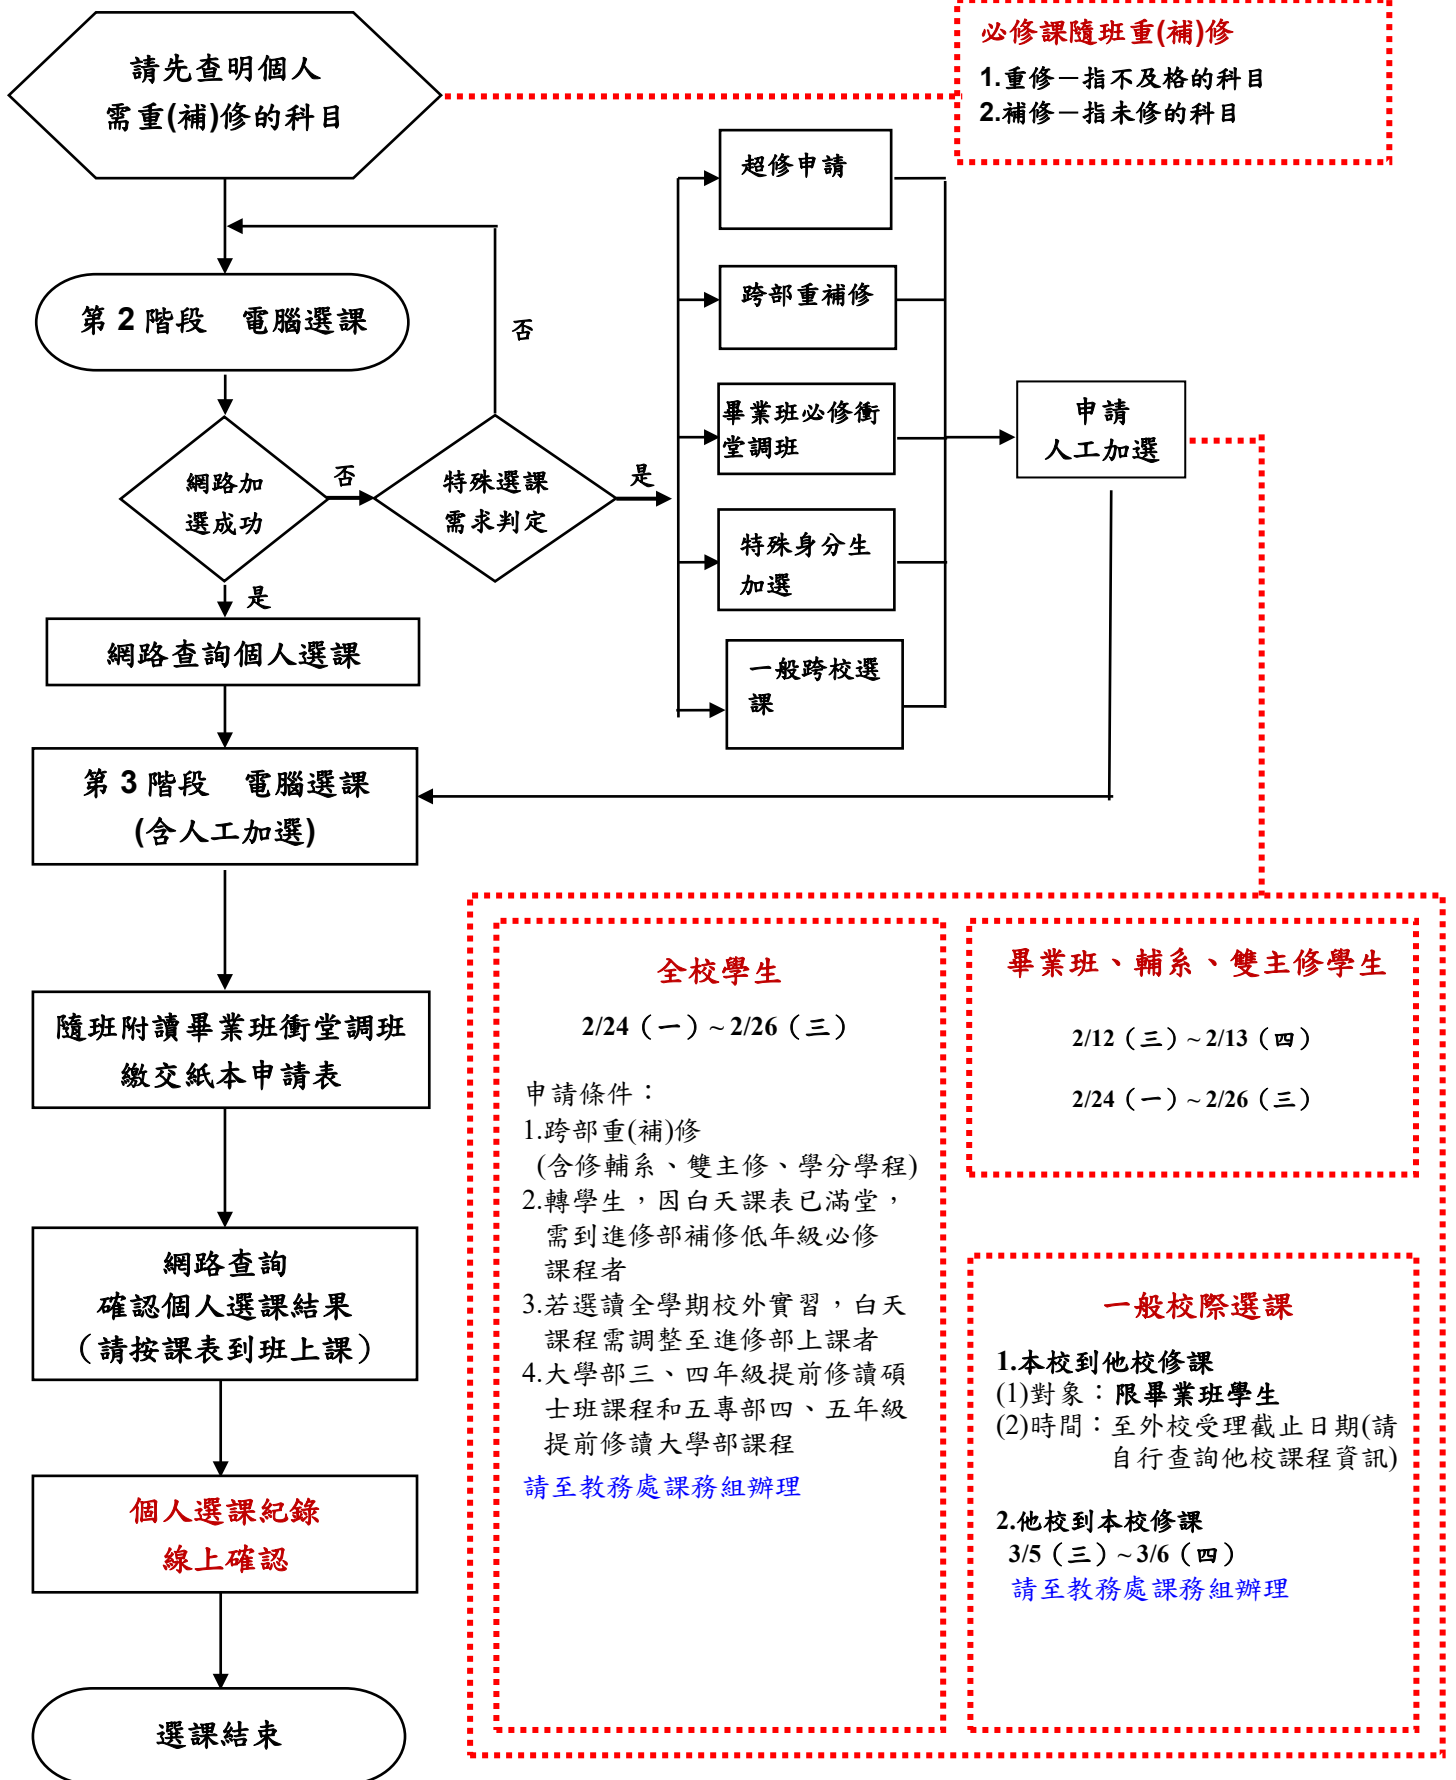 請先查明個人
需重(補)修的科目
必修課隨班重(補)修
1.重修－指不及格的科目
2.補修－指未修的科目
第 2 階段　電腦選課
否
網路加
選成功
否
特殊選課
需求判定
是
超修申請
跨部重補修
畢業班必修衝
堂調班
特殊身分生
加選
一般跨校選
課
申請
人工加選
是
網路查詢個人選課
第 3 階段　電腦選課
(含人工加選)
隨班附讀畢業班衝堂調班
繳交紙本申請表
網路查詢
確認個人選課結果
（請按課表到班上課）
個人選課紀錄
線上確認
選課結束
全校學生
2/24（一）~ 2/26（三）
申請條件：
1.跨部重(補)修
(含修輔系、雙主修、學分學程)
2.轉學生，因白天課表已滿堂，
需到進修部補修低年級必修
課程者
3.若選讀全學期校外實習，白天
課程需調整至進修部上課者
4.大學部三、四年級提前修讀碩
士班課程和五專部四、五年級
提前修讀大學部課程
請至教務處課務組辦理
畢業班、輔系、雙主修學生
2/12（三）~ 2/13（四）
2/24（一）~ 2/26（三）
一般校際選課
1.本校到他校修課
(1)對象：限畢業班學生
(2)時間：至外校受理截止日期(請
自行查詢他校課程資訊)
2.他校到本校修課
3/5（三）~ 3/6（四）
請至教務處課務組辦理